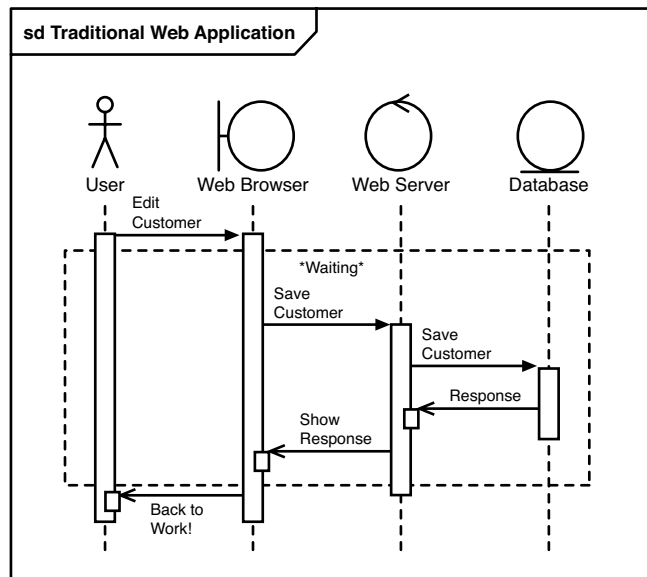 sd Traditional Web Application
User
Web Browser
Web Server
Database
Edit
Customer
*Waiting*
Save
Customer
Save
Customer
Response
Show
Response
Back to
Work!